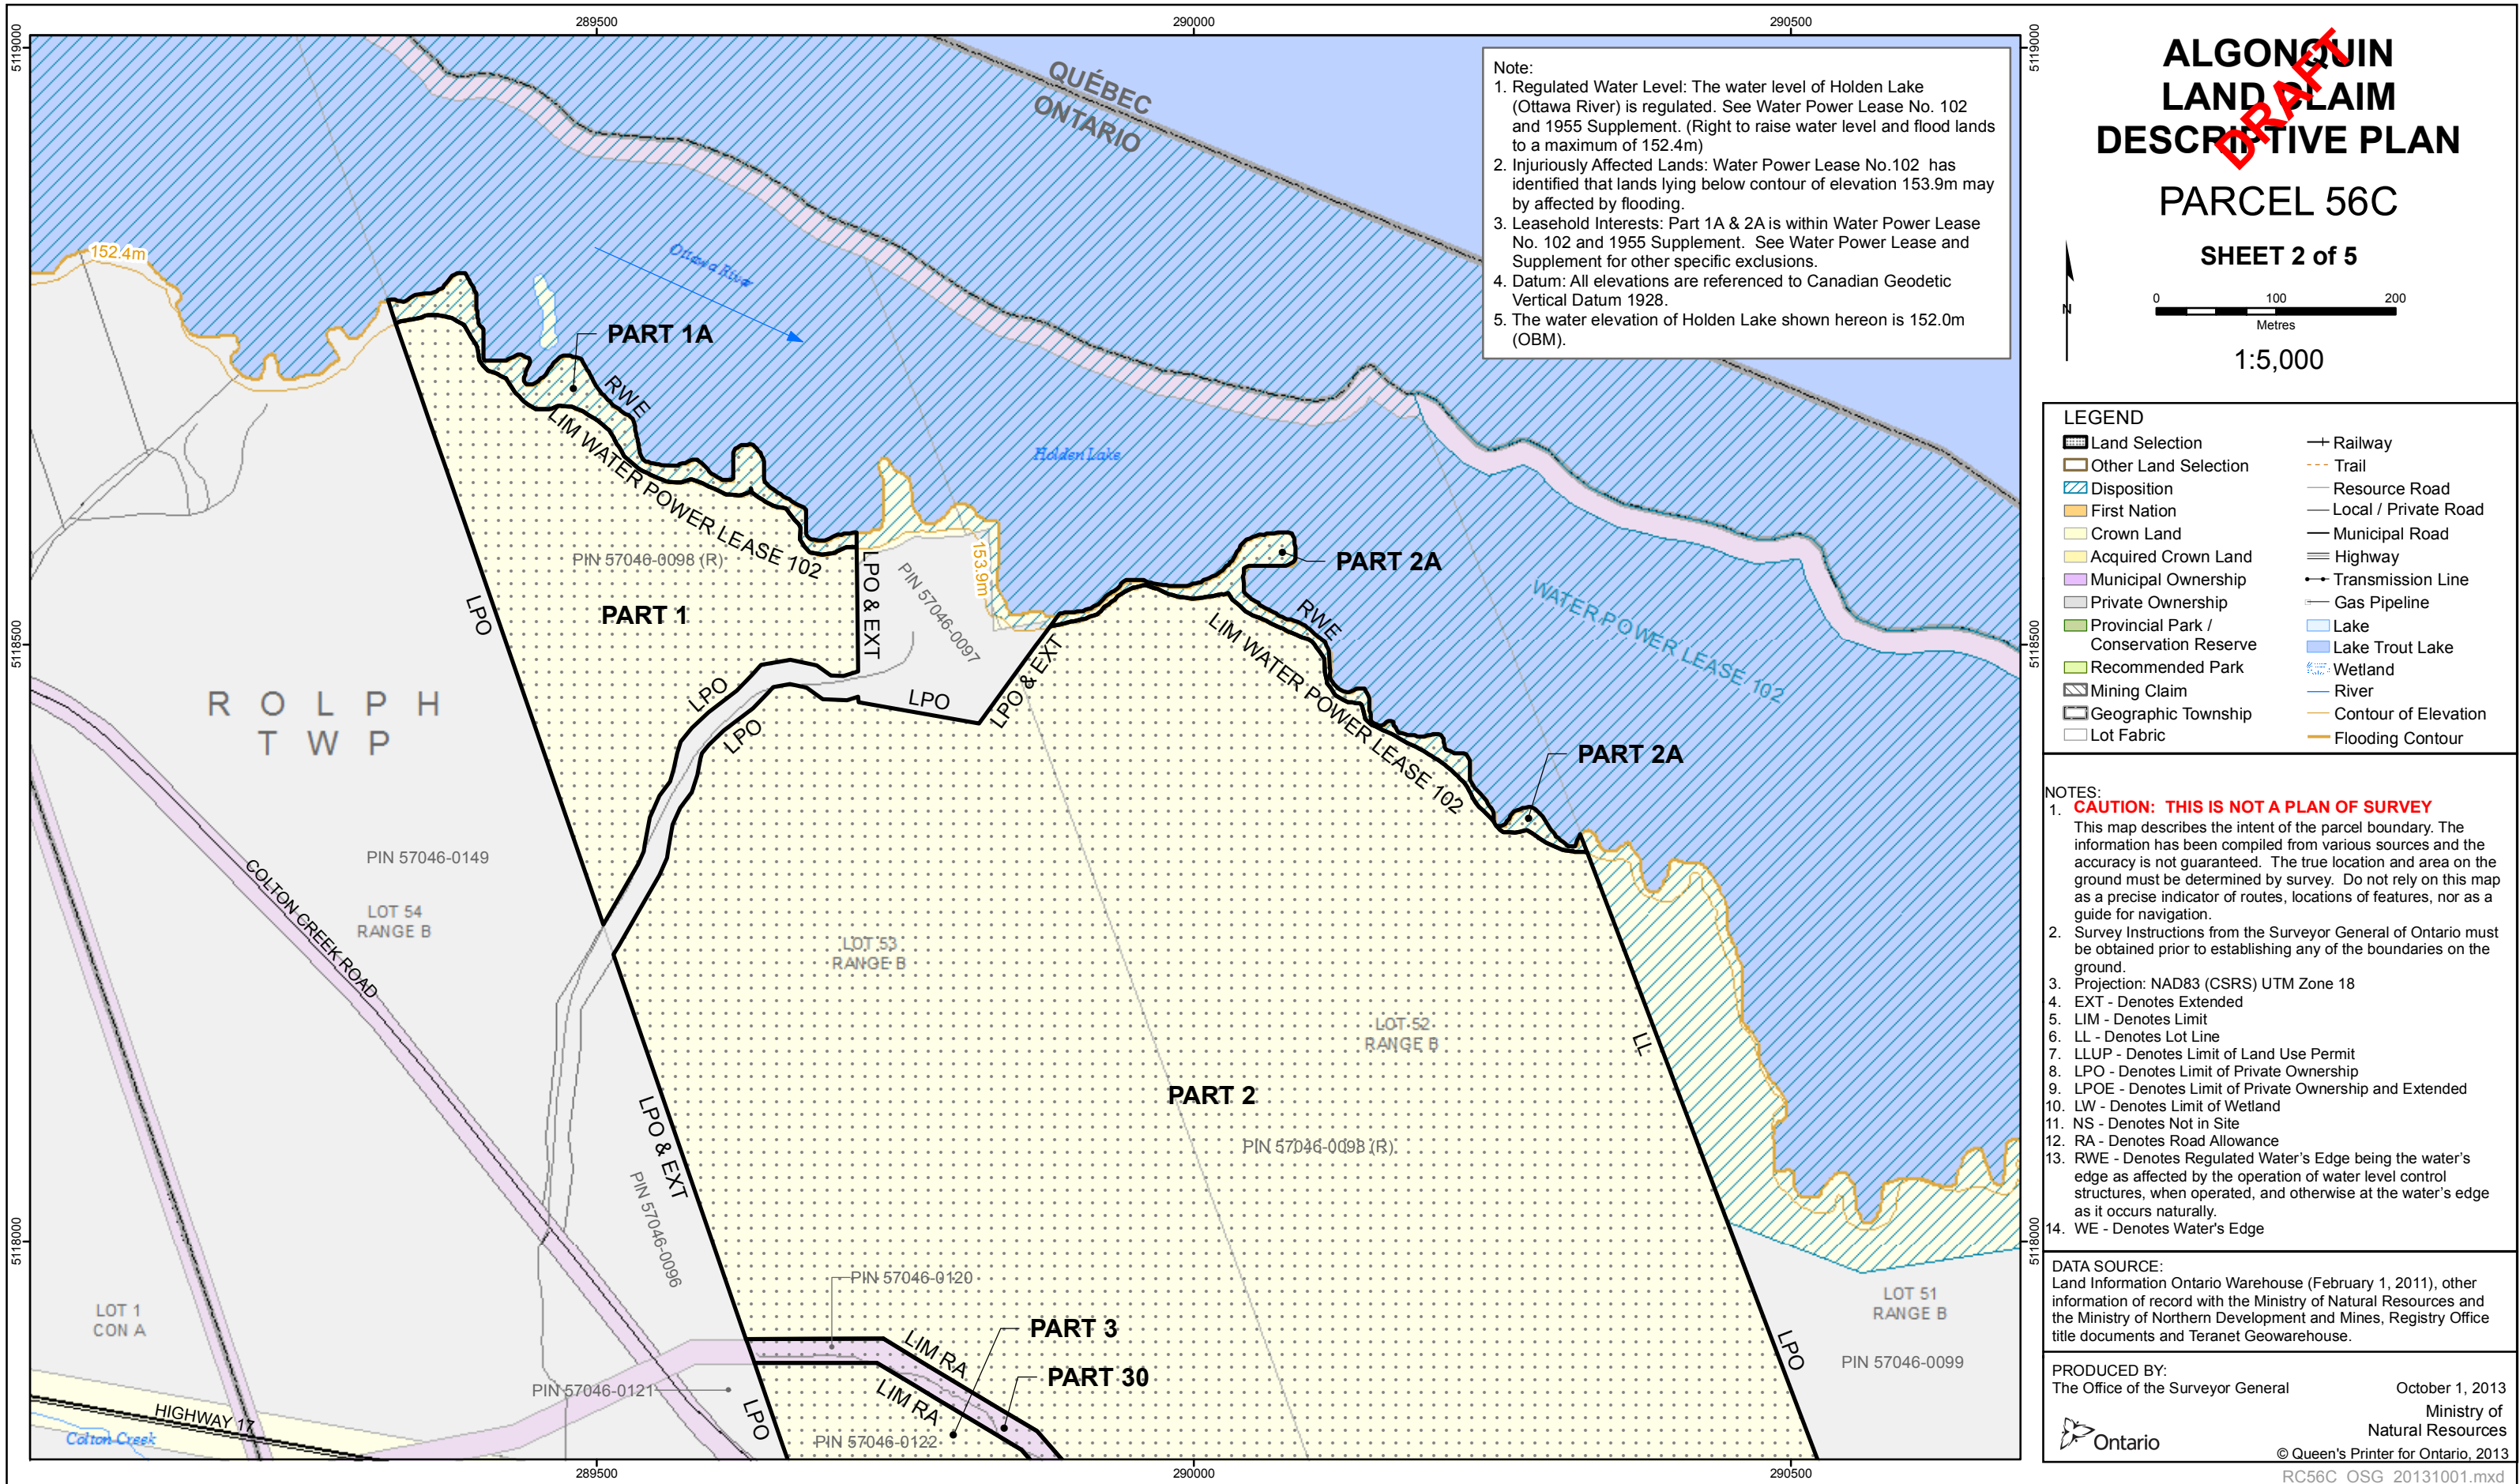 289500
290000
290500
5119000
5119000
5118500
5118500
5118000
5118000
289500
290000
290500
QUÉBEC
ONTARIO
Note:
1. Regulated Water Level: The water level of Holden Lake
(Ottawa River) is regulated. See Water Power Lease No. 102
and 1955 Supplement. (Right to raise water level and flood lands
to a maximum of 152.4m)
2. Injuriously Affected Lands: Water Power Lease No.102 has
identified that lands lying below contour of elevation 153.9m may
by affected by flooding.
3. Leasehold Interests: Part 1A & 2A is within Water Power Lease
No. 102 and 1955 Supplement. See Water Power Lease and
Supplement for other specific exclusions.
4. Datum: All elevations are referenced to Canadian Geodetic
Vertical Datum 1928.
5. The water elevation of Holden Lake shown hereon is 152.0m
(OBM).
152.4m
Ottawa River
PART 1A
RWE
LIM WATER POWER LEASE 102
Holden Lake
PIN 57046-0098 (R)
LPO
PART 1
LPO & EXT
PIN 57046-0097
153.9m
PART 2A
RWE
LIM WATER POWER LEASE 102
WATER POWER LEASE 102
LPO
LPO
LPO
LPO & EXT
ROLPH
TWP
PART 2A
PIN 57046-0149
COLTON CREEK ROAD
LOT 54
RANGE B
LOT 53
RANGE B
LOT 52
RANGE B
LL
PART 2
PIN 57046-0098 (R)
LPO & EXT
PIN 57046-0096
PIN 57046-0120
LOT 1
CON A
LOT 51
RANGE B
PART 3
LIM RA
LPO
PIN 57046-0099
PART 30
PIN 57046-0121
LIM RA
LPO
HIGHWAY 17
Colton Creek
PIN 57046-0122
ALGONQUIN
LAND CLAIM
DESCRIPTIVE PLAN
DRAFT
PARCEL 56C
SHEET 2 of 5
N
0 100 200
Metres
1:5,000
LEGEND
Land Selection
Other Land Selection
Disposition
First Nation
Crown Land
Acquired Crown Land
Municipal Ownership
Private Ownership
Provincial Park /
Conservation Reserve
Recommended Park
Mining Claim
Geographic Township
Lot Fabric
Railway
Trail
Resource Road
Local / Private Road
Municipal Road
Highway
Transmission Line
Gas Pipeline
Lake
Lake Trout Lake
Wetland
River
Contour of Elevation
Flooding Contour
NOTES:
1. CAUTION: THIS IS NOT A PLAN OF SURVEY
This map describes the intent of the parcel boundary. The
information has been compiled from various sources and the
accuracy is not guaranteed. The true location and area on the
ground must be determined by survey. Do not rely on this map
as a precise indicator of routes, locations of features, nor as a
guide for navigation.
2. Survey Instructions from the Surveyor General of Ontario must
be obtained prior to establishing any of the boundaries on the
ground.
3. Projection: NAD83 (CSRS) UTM Zone 18
4. EXT - Denotes Extended
5. LIM - Denotes Limit
6. LL - Denotes Lot Line
7. LLUP - Denotes Limit of Land Use Permit
8. LPO - Denotes Limit of Private Ownership
9. LPOE - Denotes Limit of Private Ownership and Extended
10. LW - Denotes Limit of Wetland
11. NS - Denotes Not in Site
12. RA - Denotes Road Allowance
13. RWE - Denotes Regulated Water's Edge being the water's
edge as affected by the operation of water level control
structures, when operated, and otherwise at the water's edge
as it occurs naturally.
14. WE - Denotes Water's Edge
DATA SOURCE:
Land Information Ontario Warehouse (February 1, 2011), other
information of record with the Ministry of Natural Resources and
the Ministry of Northern Development and Mines, Registry Office
title documents and Teranet Geowarehouse.
PRODUCED BY:
The Office of the Surveyor General October 1, 2013
Ministry of
Natural Resources
Ontario
© Queen's Printer for Ontario, 2013
RC56C_OSG_20131001.mxd